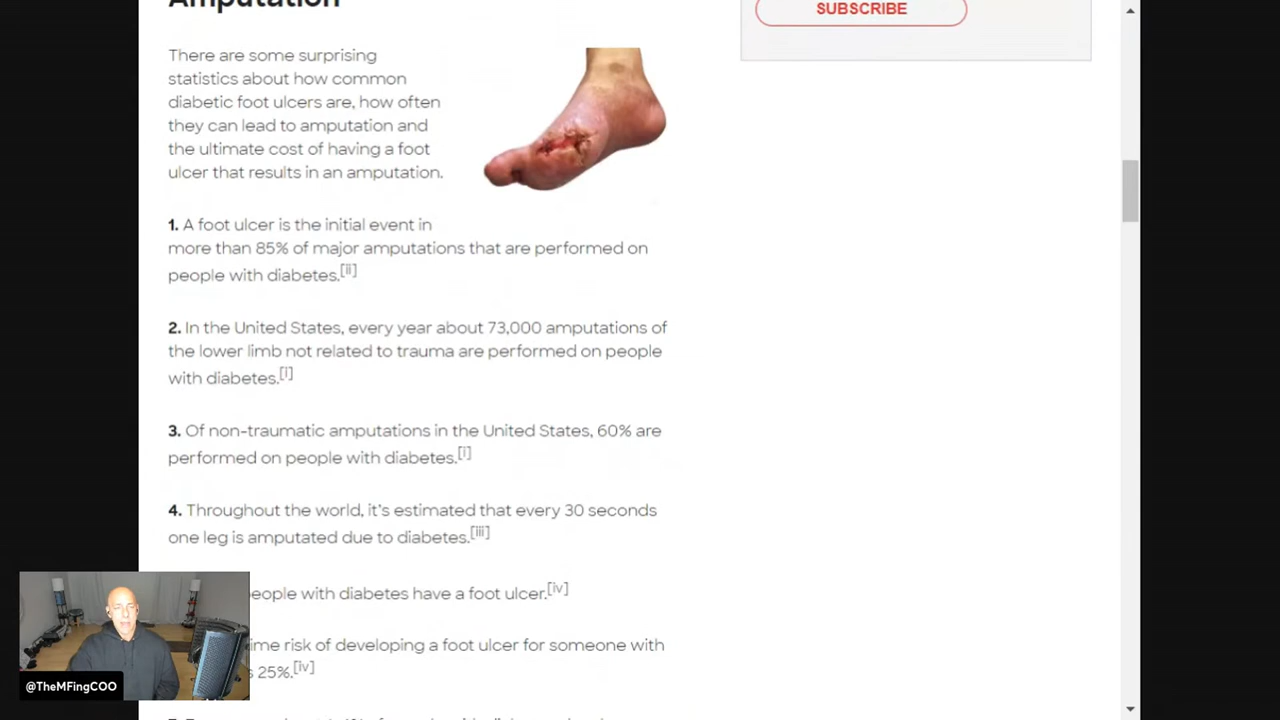 Amputation
SUBSCRIBE
There are some surprising
statistics about how common
diabetic foot ulcers are, how often
they can lead to amputation and
the ultimate cost of having a foot
ulcer that results in an amputation.
1. A foot ulcer is the initial event in
more than 85% of major amputations that are performed on
people with diabetes.[ii]
2. In the United States, every year about 73,000 amputations of
the lower limb not related to trauma are performed on people
with diabetes.[i]
3. Of non-traumatic amputations in the United States, 60% are
performed on people with diabetes.[i]
4. Throughout the world, it's estimated that every 30 seconds
one leg is amputated due to diabetes.[iii]
people with diabetes have a foot ulcer.[iv]
risk of developing a foot ulcer for someone with
25%.[iv]
@TheMFingCOO